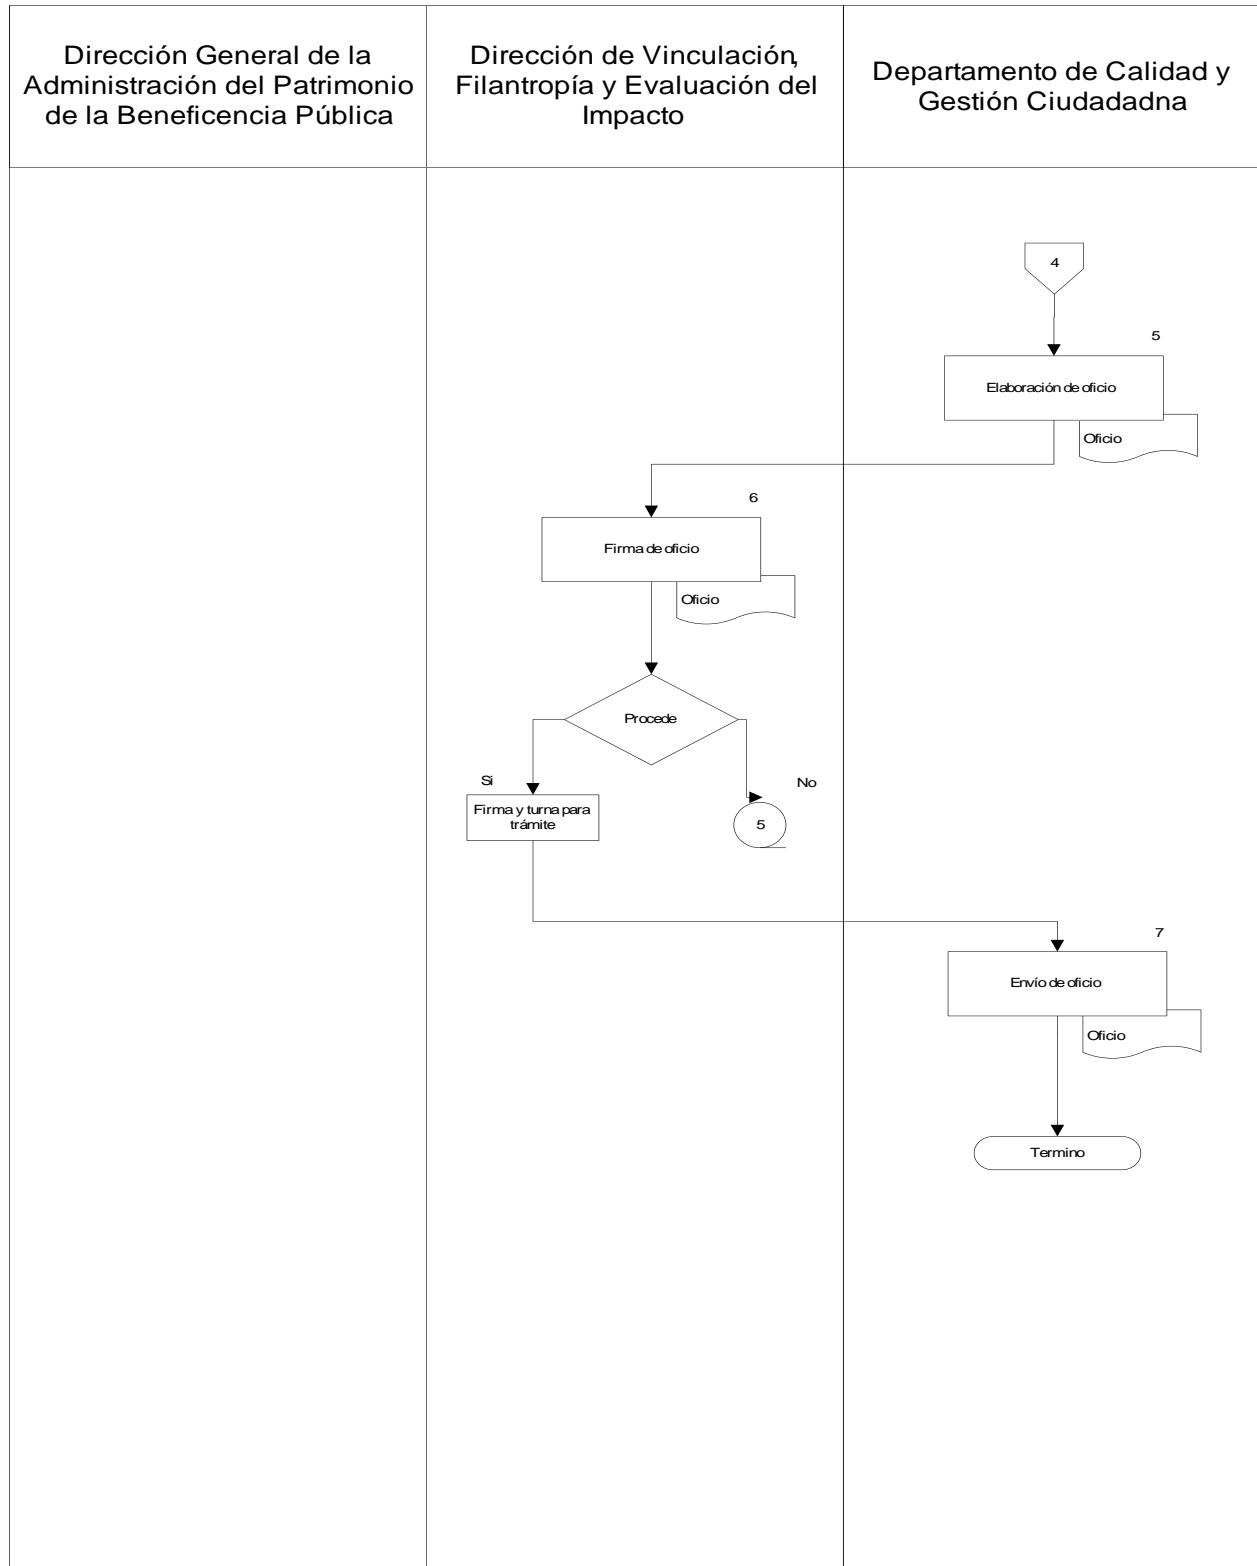 Dirección General de la
Administración del Patrimonio
de la Beneficencia Pública
Dirección de Vinculación,
Filantropía y Evaluación del
Impacto
Departamento de Calidad y
Gestión Ciudadadna
4
5
Elaboración de oficio
Oficio
6
Firma de oficio
Oficio
Procede
Si
No
Firma y turna para
trámite
5
7
Envío de oficio
Oficio
Termino